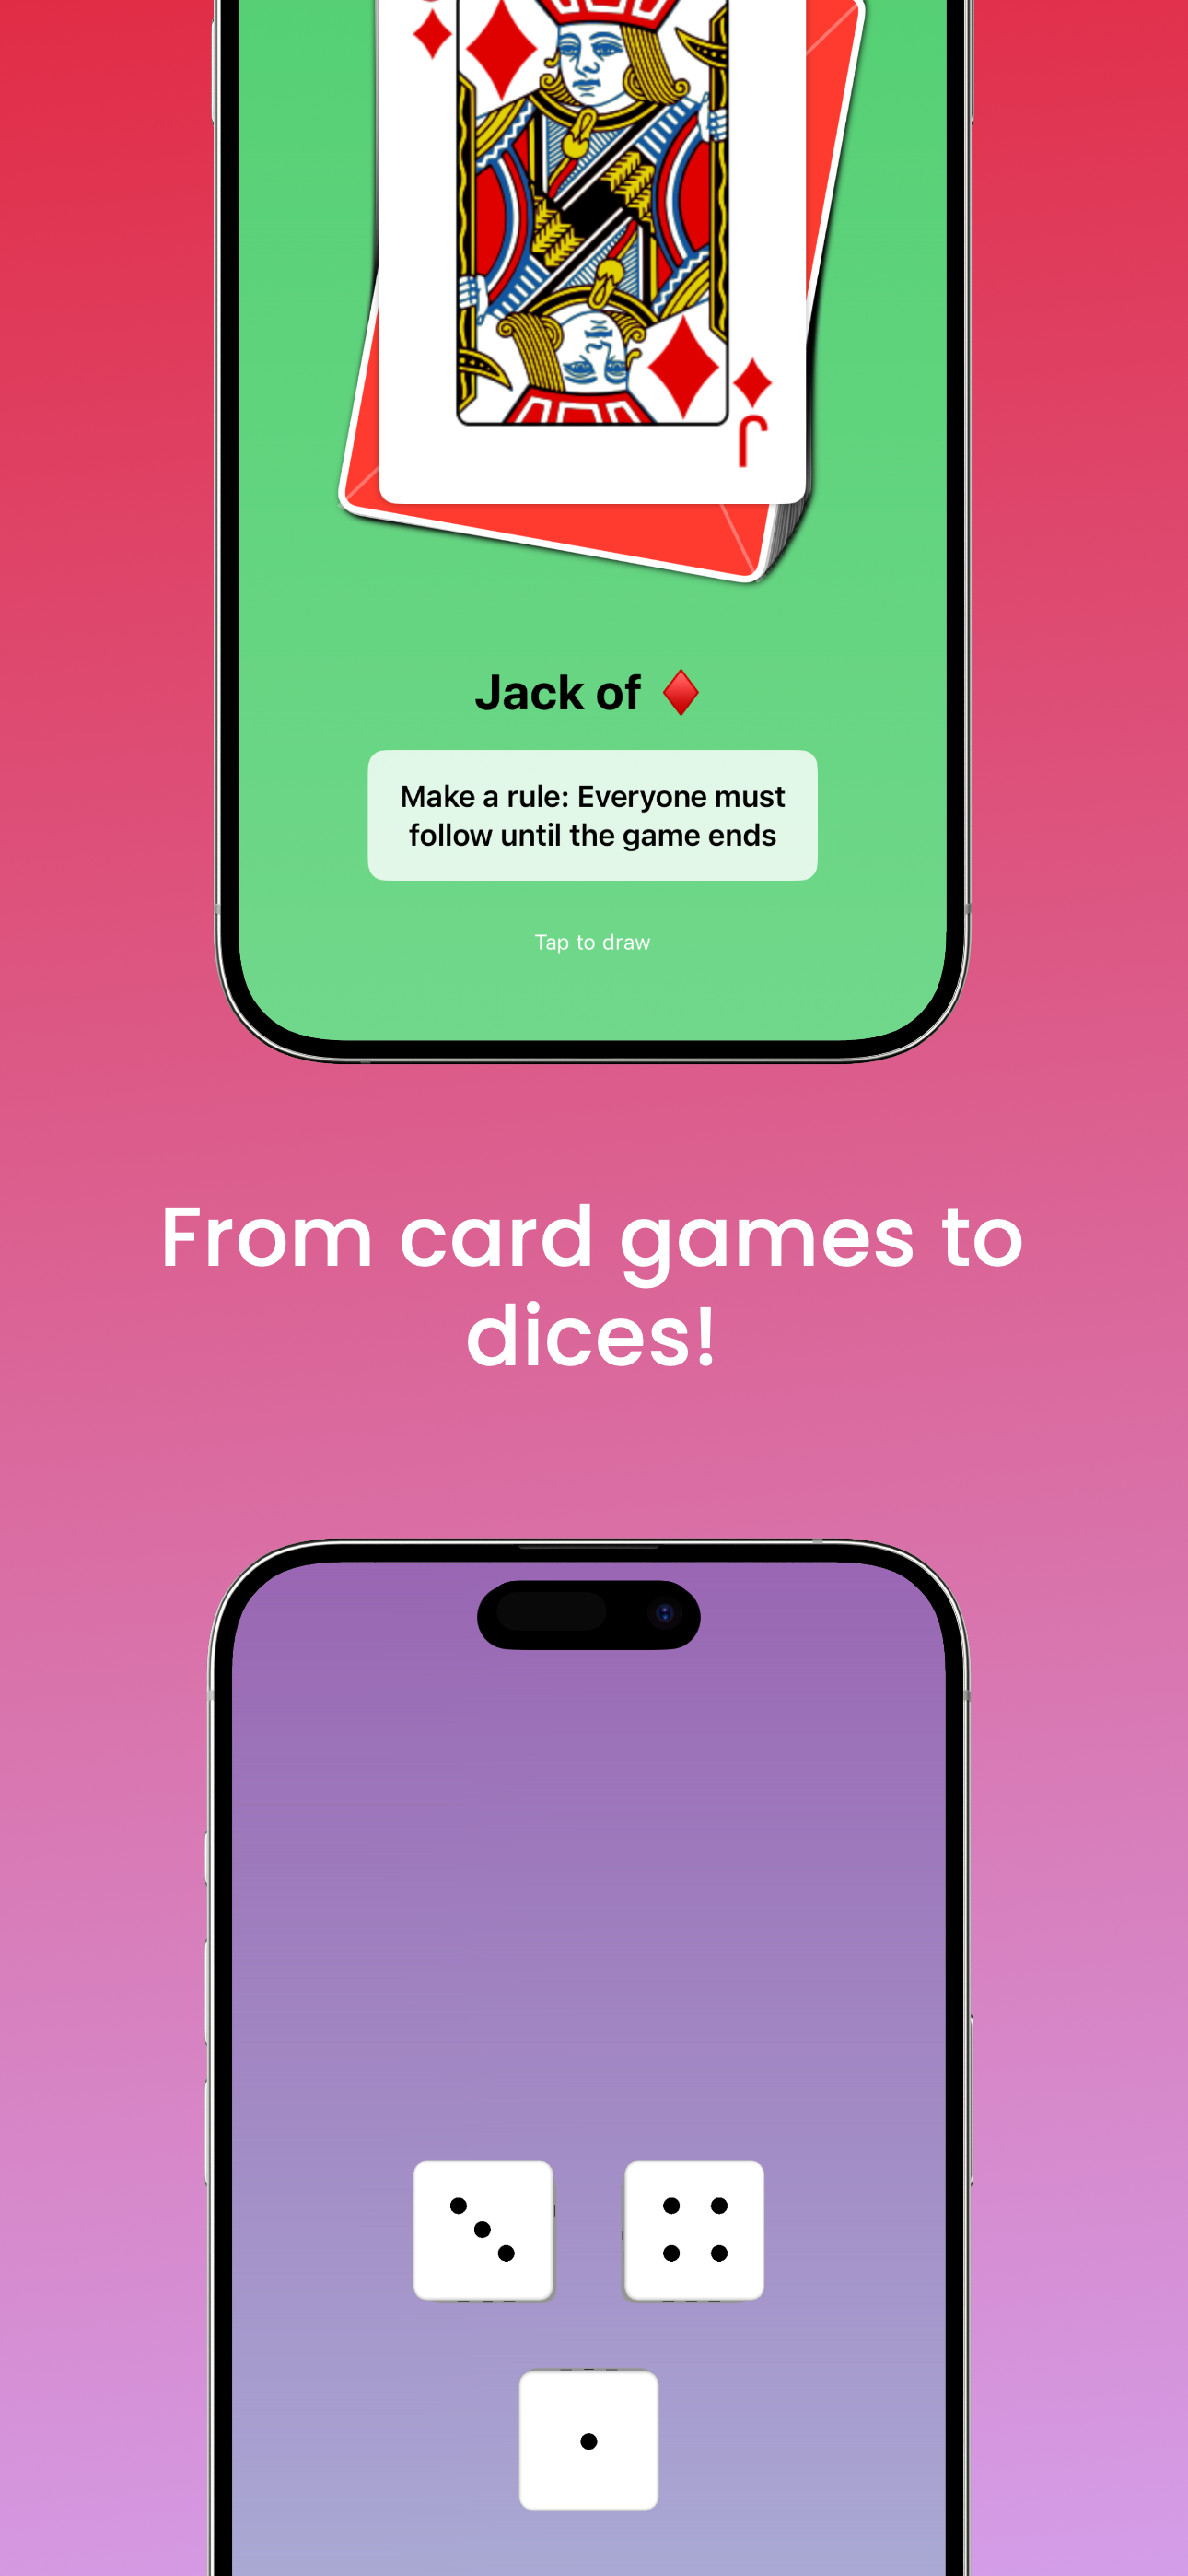 J
Jack of ♦️
Make a rule: Everyone must
follow until the game ends
Tap to draw
From card games to
dices!